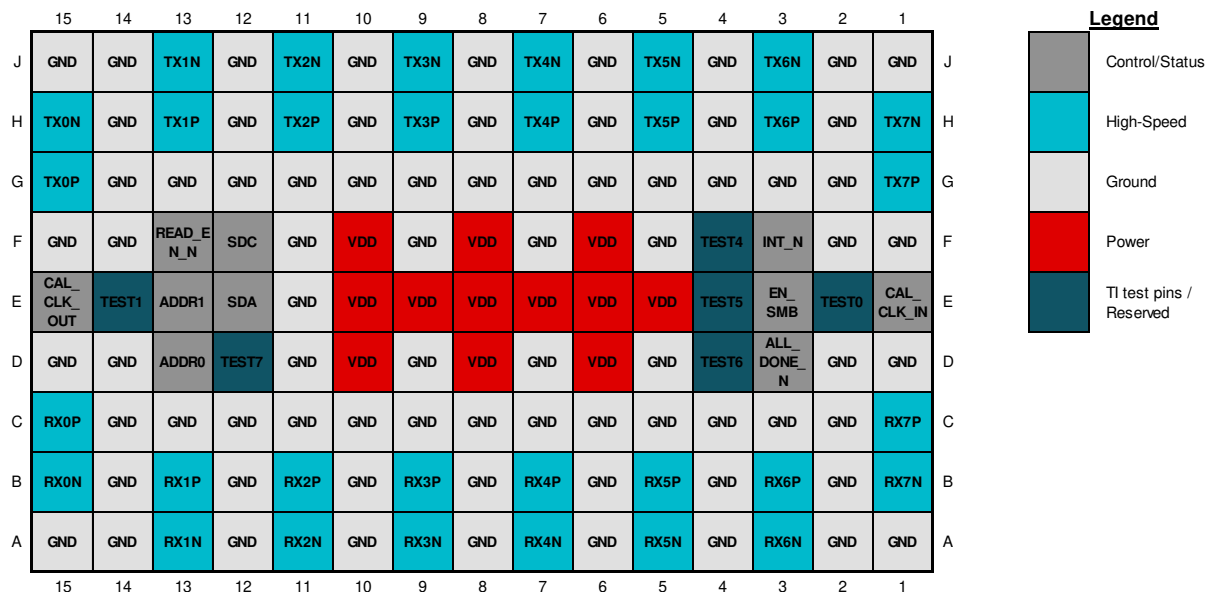 15 14 13 12 11 10 9 8 7 6 5 4 3 2 1 Legend
J GND GND TX1N GND TX2N GND TX3N GND TX4N GND TX5N GND TX6N GND GND J Control/Status
H TX0N GND TX1P GND TX2P GND TX3P GND TX4P GND TX5P GND TX6P GND TX7N H High-Speed
G TX0P GND GND GND GND GND GND GND GND GND GND GND GND GND TX7P G Ground
F GND GND READ_E
N_N SDC GND VDD GND VDD GND VDD GND TEST4 INT_N GND GND F Power
E CAL_
CLK_
OUT TEST1 ADDR1 SDA GND VDD VDD VDD VDD VDD VDD TEST5 EN_
SMB TEST0 CAL_
CLK_IN E TI test pins /
Reserved
D GND GND ADDR0 TEST7 GND VDD GND VDD GND VDD GND TEST6 ALL_
DONE_
N GND GND D
C RX0P GND GND GND GND GND GND GND GND GND GND GND GND GND RX7P C
B RX0N GND RX1P GND RX2P GND RX3P GND RX4P GND RX5P GND RX6P GND RX7N B
A GND GND RX1N GND RX2N GND RX3N GND RX4N GND RX5N GND RX6N GND GND A
15 14 13 12 11 10 9 8 7 6 5 4 3 2 1